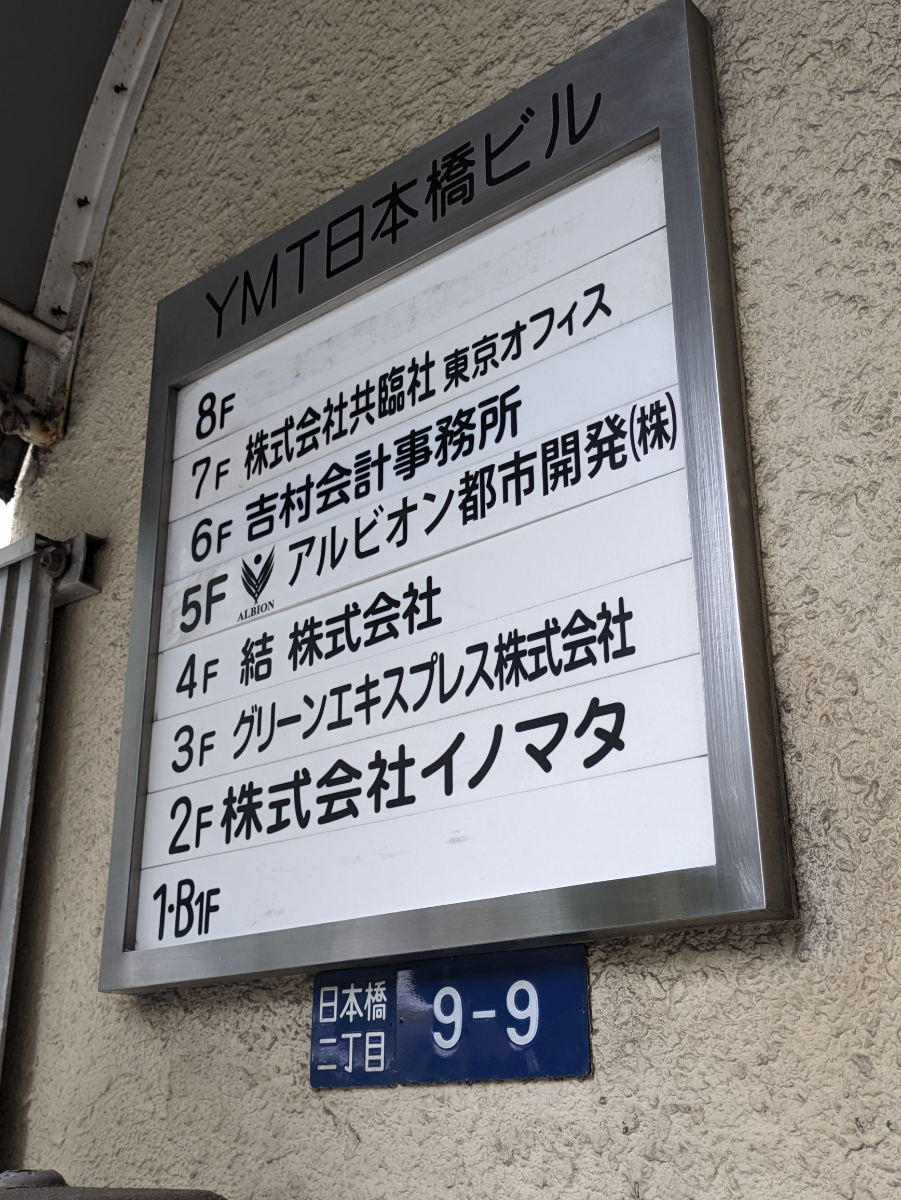 YMT日本橋ビル
8F
7F 株式会社共臨社 東京オフィス
6F 吉村会計事務所
5F ALBION アルビオン都市開発(株)
4F 結 株式会社
3F グリーンエキスプレス株式会社
2F 株式会社イノマタ
1・B1F
日本橋
二丁目
9-9